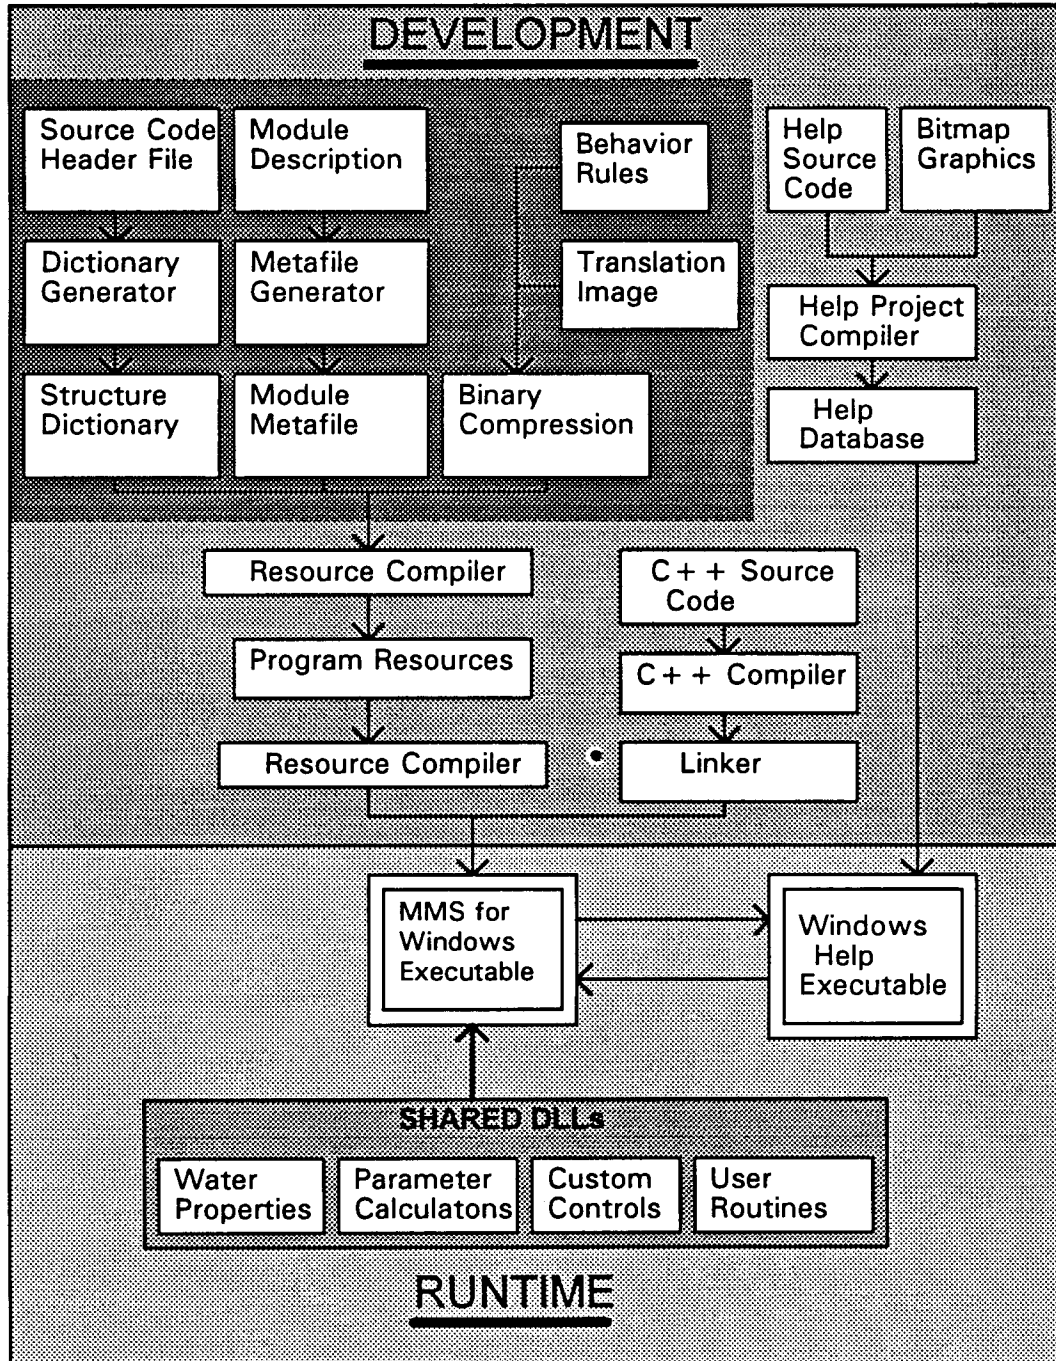 DEVELOPMENT
Source Code
Header File
Module
Description
Behavior
Rules
Help
Source
Code
Bitmap
Graphics
Dictionary
Generator
Metafile
Generator
Translation
Image
Help Project
Compiler
Structure
Dictionary
Module
Metafile
Binary
Compression
Help
Database
Resource Compiler
C++ Source
Code
Program Resources
C++ Compiler
Resource Compiler
Linker
MMS for
Windows
Executable
Windows
Help
Executable
SHARED DLLs
Water
Properties
Parameter
Calculatons
Custom
Controls
User
Routines
RUNTIME